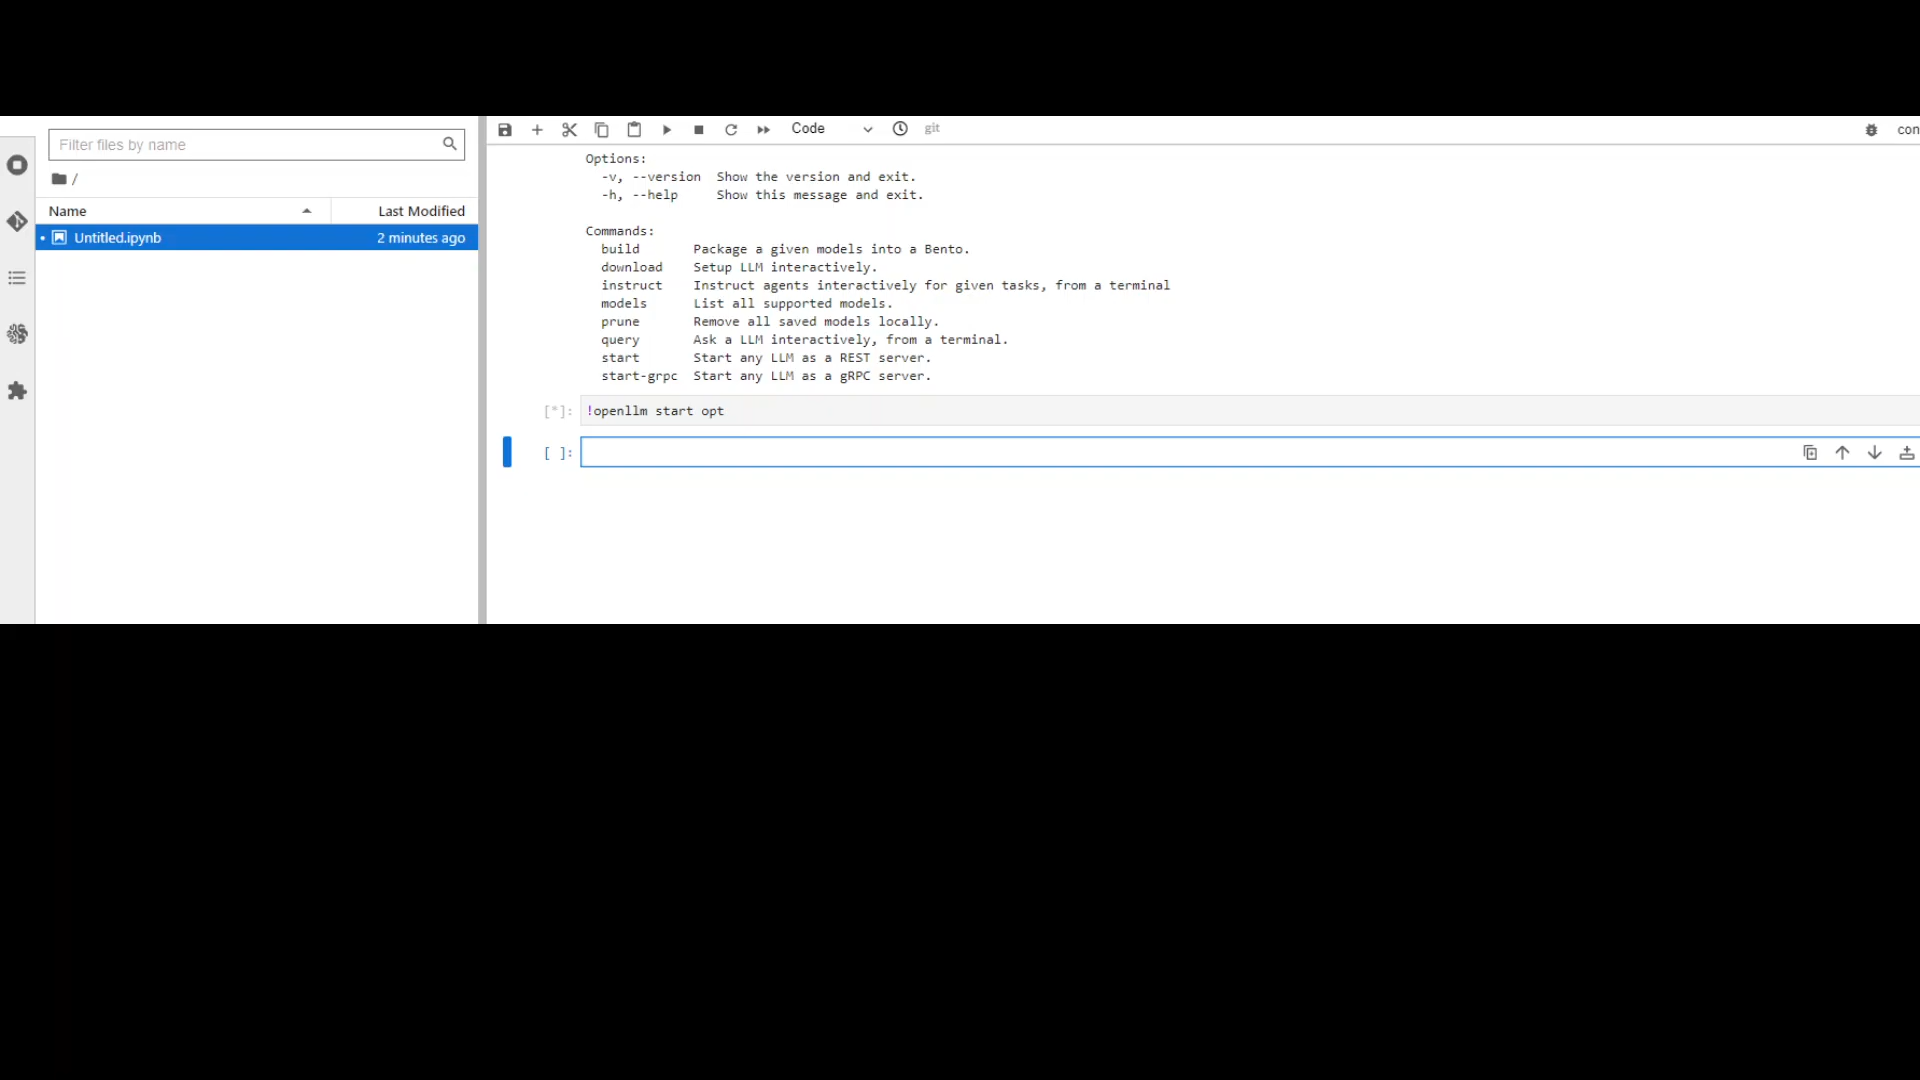 Filter files by name
/
Name Last Modified
Untitled.ipynb 2 minutes ago
Code git con
Options:
-v, --version Show the version and exit.
-h, --help Show this message and exit.
Commands:
build Package a given models into a Bento.
download Setup LLM interactively.
instruct Instruct agents interactively for given tasks, from a terminal
models List all supported models.
prune Remove all saved models locally.
query Ask a LLM interactively, from a terminal.
start Start any LLM as a REST server.
start-grpc Start any LLM as a gRPC server.
[*]: !openllm start opt
[ ]: